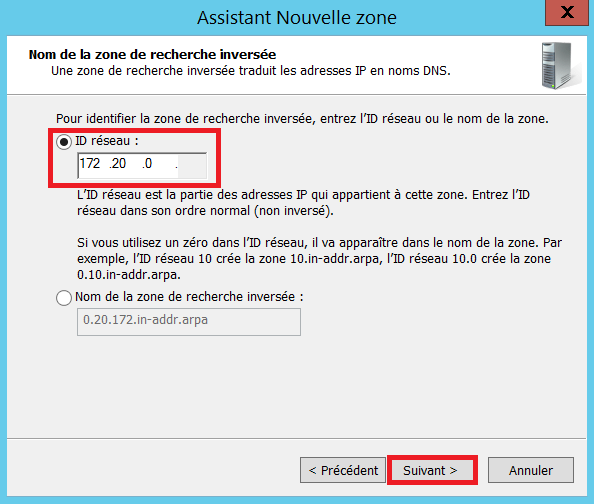 Assistant Nouvelle zone
X
Nom de la zone de recherche inversée
Une zone de recherche inversée traduit les adresses IP en noms DNS.
Pour identifier la zone de recherche inversée, entrez l'ID réseau ou le nom de la zone.
ID réseau :
172 .20 .0 .
L'ID réseau est la partie des adresses IP qui appartient à cette zone. Entrez l'ID
réseau dans son ordre normal (non inversé).
Si vous utilisez un zéro dans l'ID réseau, il va apparaître dans le nom de la zone. Par
exemple, l'ID réseau 10 crée la zone 10.in-addr.arpa, l'ID réseau 10.0 crée la zone
0.10.in-addr.arpa.
Nom de la zone de recherche inversée :
0.20.172.in-addr.arpa
< Précédent Suivant > Annuler